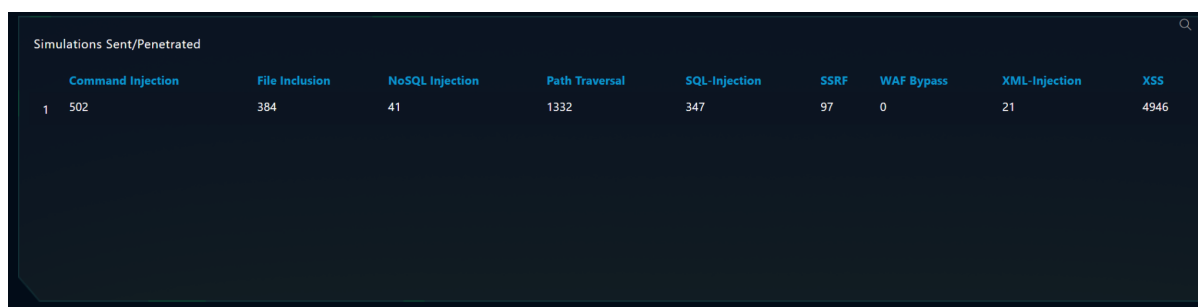 Simulations Sent/Penetrated
Command Injection File Inclusion NoSQL Injection Path Traversal SQL-Injection SSRF WAF Bypass XML-Injection XSS
1 502 384 41 1332 347 97 0 21 4946